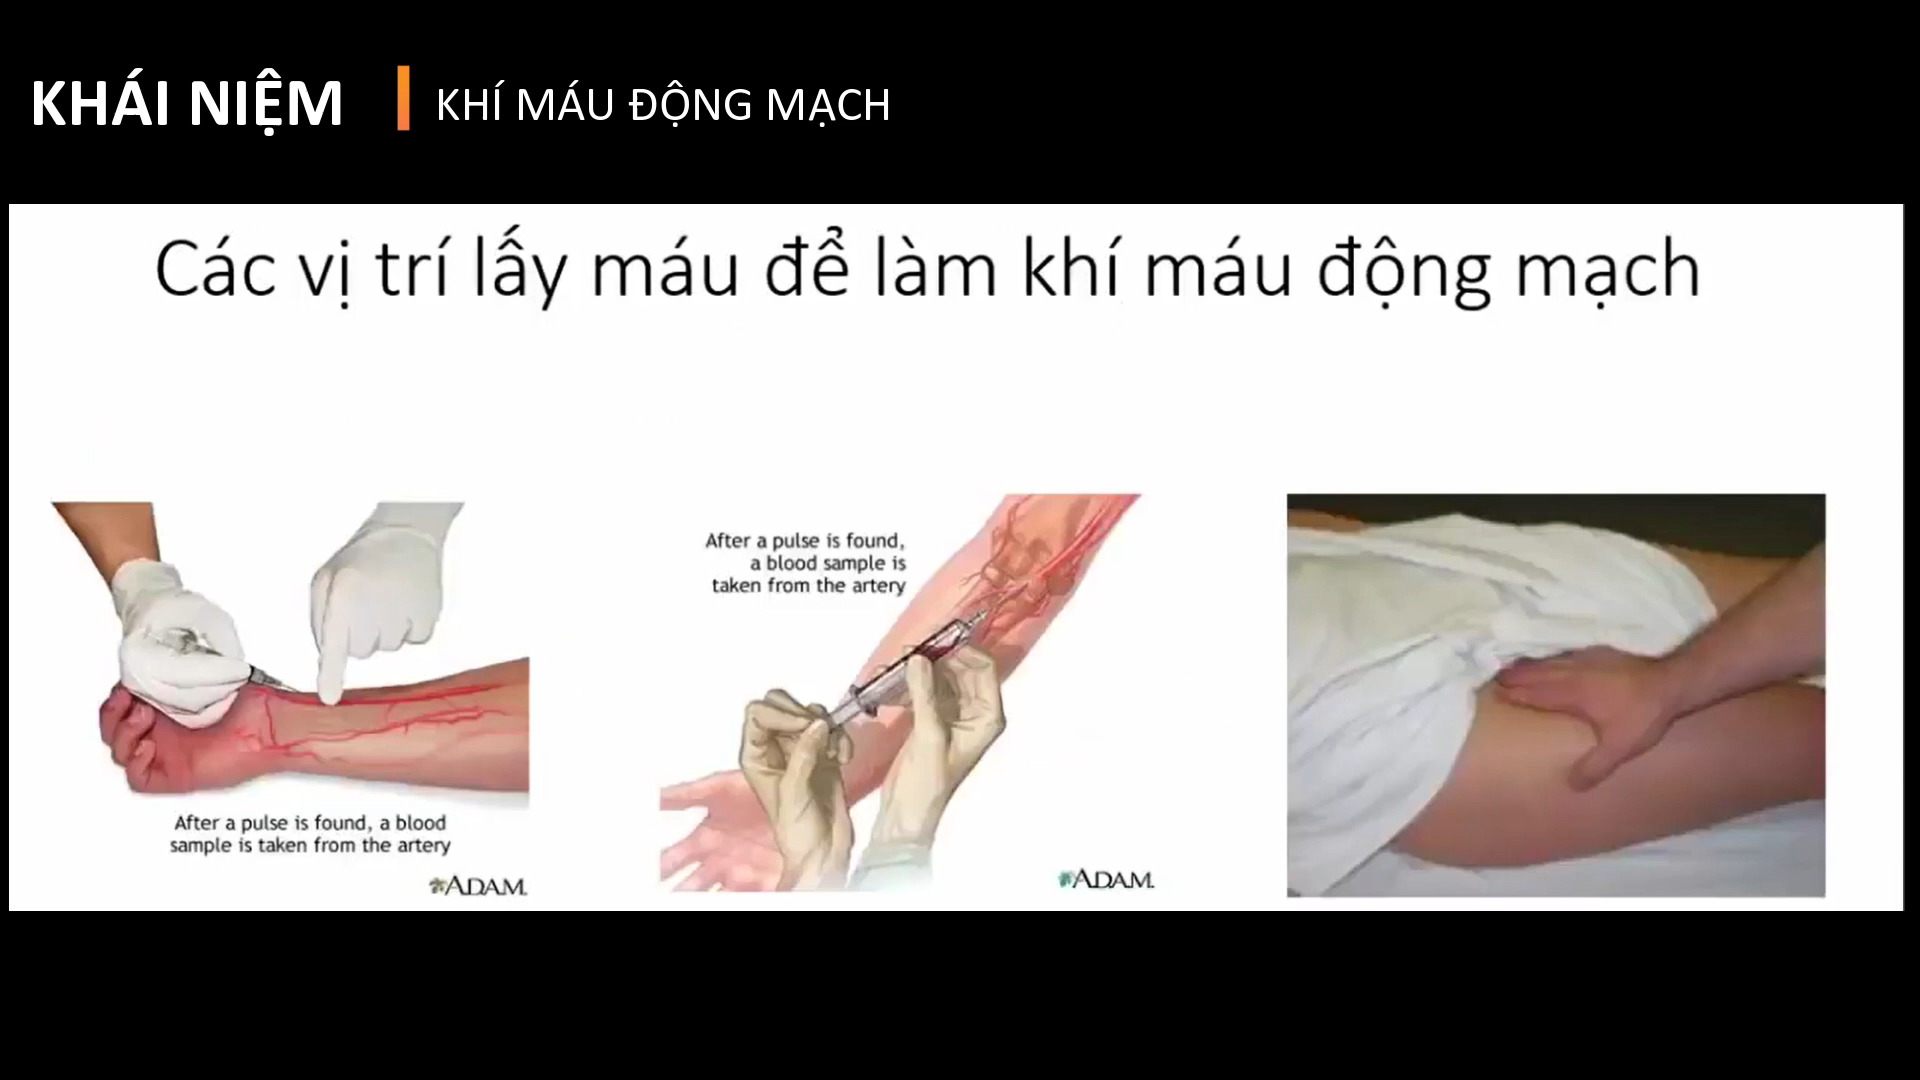 KHÁI NIỆM
KHÍ MÁU ĐỘNG MẠCH
Các vị trí lấy máu để làm khí máu động mạch
After a pulse is found,
a blood sample is
taken from the artery
After a pulse is found, a blood
sample is taken from the artery
ADAM.
ADAM.